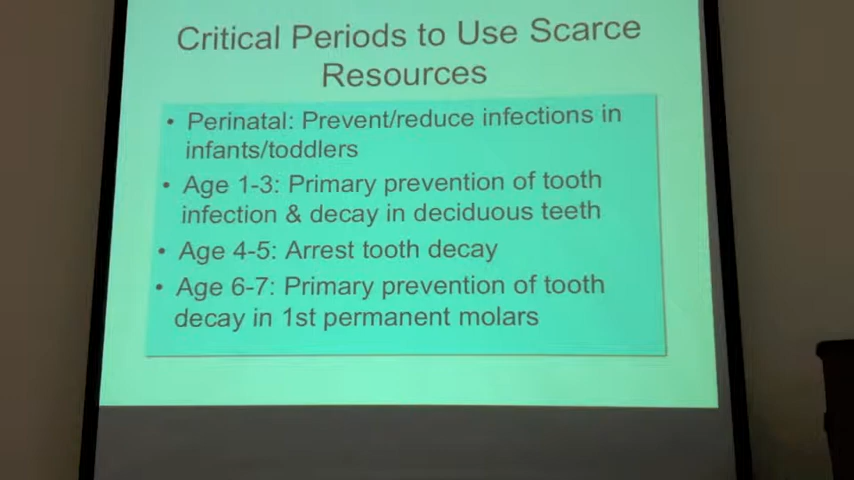 Critical Periods to Use Scarce
Resources
• Perinatal: Prevent/reduce infections in
infants/toddlers
• Age 1-3: Primary prevention of tooth
infection & decay in deciduous teeth
• Age 4-5: Arrest tooth decay
• Age 6-7: Primary prevention of tooth
decay in 1st permanent molars